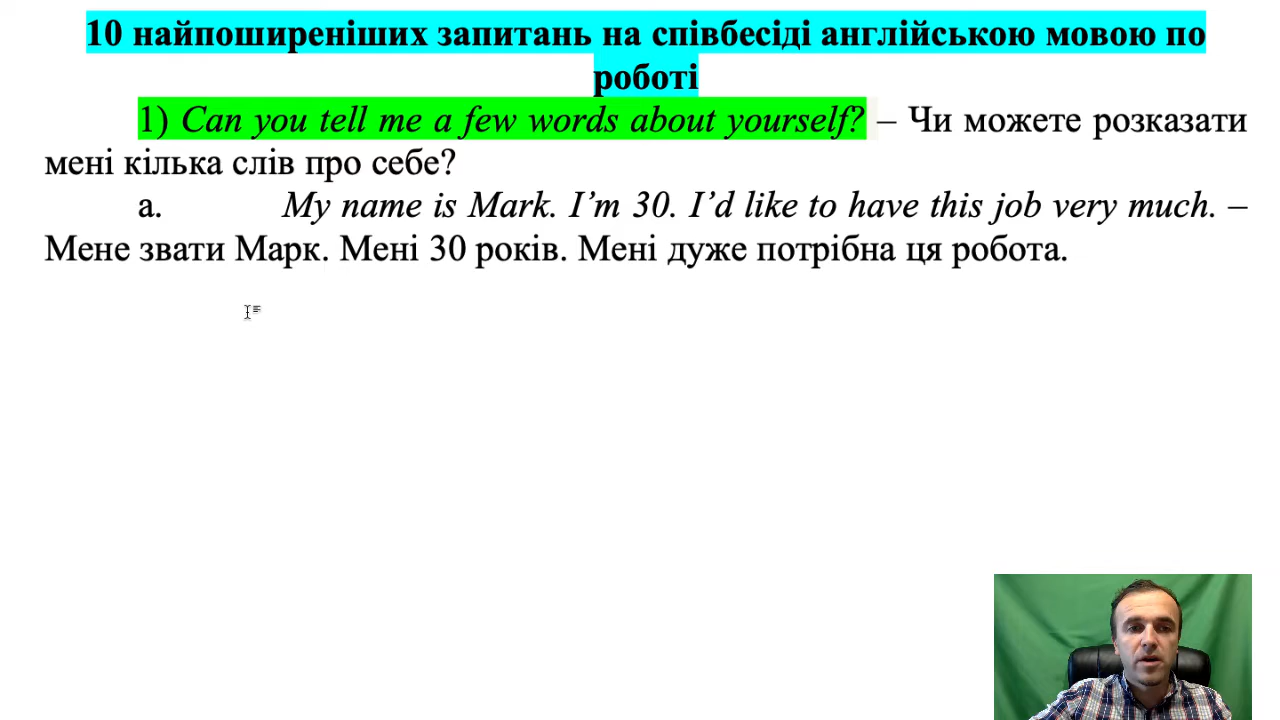 10 найпоширеніших запитань на співбесіді англійською мовою по
роботі
1) Can you tell me a few words about yourself? – Чи можете розказати
мені кілька слів про себе?
a. My name is Mark. I’m 30. I’d like to have this job very much. –
Мене звати Марк. Мені 30 років. Мені дуже потрібна ця робота.